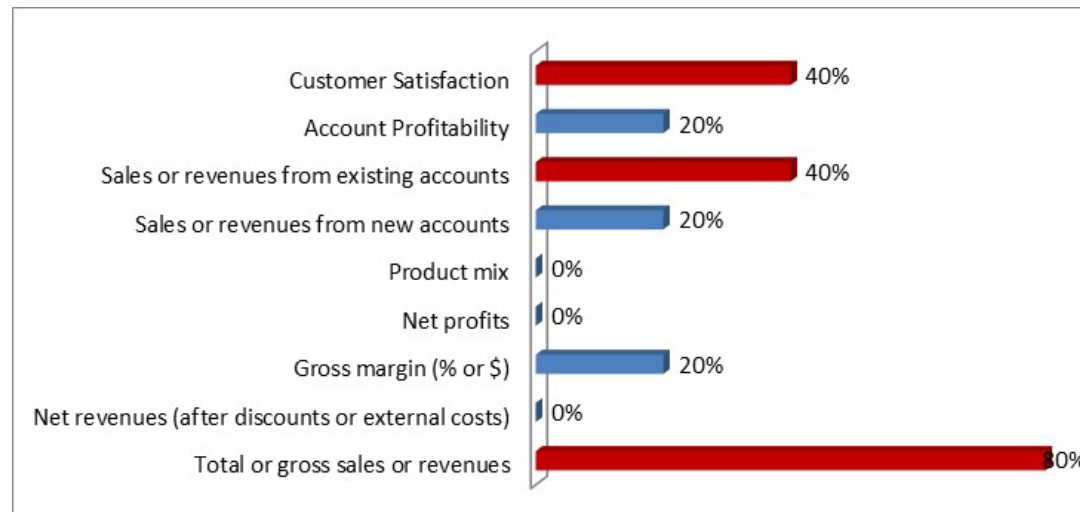 Customer Satisfaction 40%
Account Profitability 20%
Sales or revenues from existing accounts 40%
Sales or revenues from new accounts 20%
Product mix 0%
Net profits 0%
Gross margin (% or $) 20%
Net revenues (after discounts or external costs) 0%
Total or gross sales or revenues 80%